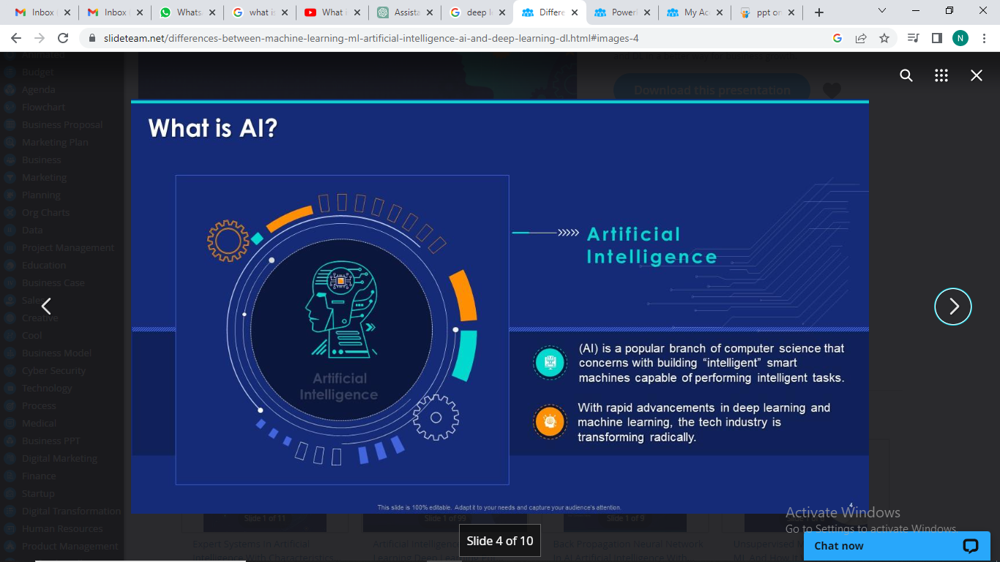 Inbox
Inbox
Whats
what is
What i
Assista
deep l
Differe
Power
My Ac
ppt on
slideteam.net/differences-between-machine-learning-ml-artificial-intelligence-ai-and-deep-learning-dl.html#images-4
N
Animated
Budget
Agenda
Flowchart
Business Proposal
Marketing Plan
Business
Marketing
Planning
Org Charts
Data
Project Management
Education
Business Case
Sales
Creative
Cool
Business Model
Cyber Security
Technology
Process
Medical
Business PPT
Digital Marketing
Finance
Startup
Digital Transformation
Human Resources
Product Management
Download this presentation
What is AI?
Artificial
Intelligence
Artificial
Intelligence
(AI) is a popular branch of computer science that
concerns with building “intelligent” smart
machines capable of performing intelligent tasks.
With rapid advancements in deep learning and
machine learning, the tech industry is
transforming radically.
This slide is 100% editable. Adapt it to your needs and capture your audience's attention.
4
Slide 1 of 11
Slide 1 of 99
Slide 1 of 9
Slide 4 of 10
Expert Systems In Artificial
Intelligence With Characteristics
Artificial Intelligence
Learning Deep Learning
Back Propagation Neural Network
In AI Artificial Intelligence With
Unsupervised
ML And How It
Activate Windows
Go to Settings to activate Windows.
Chat now